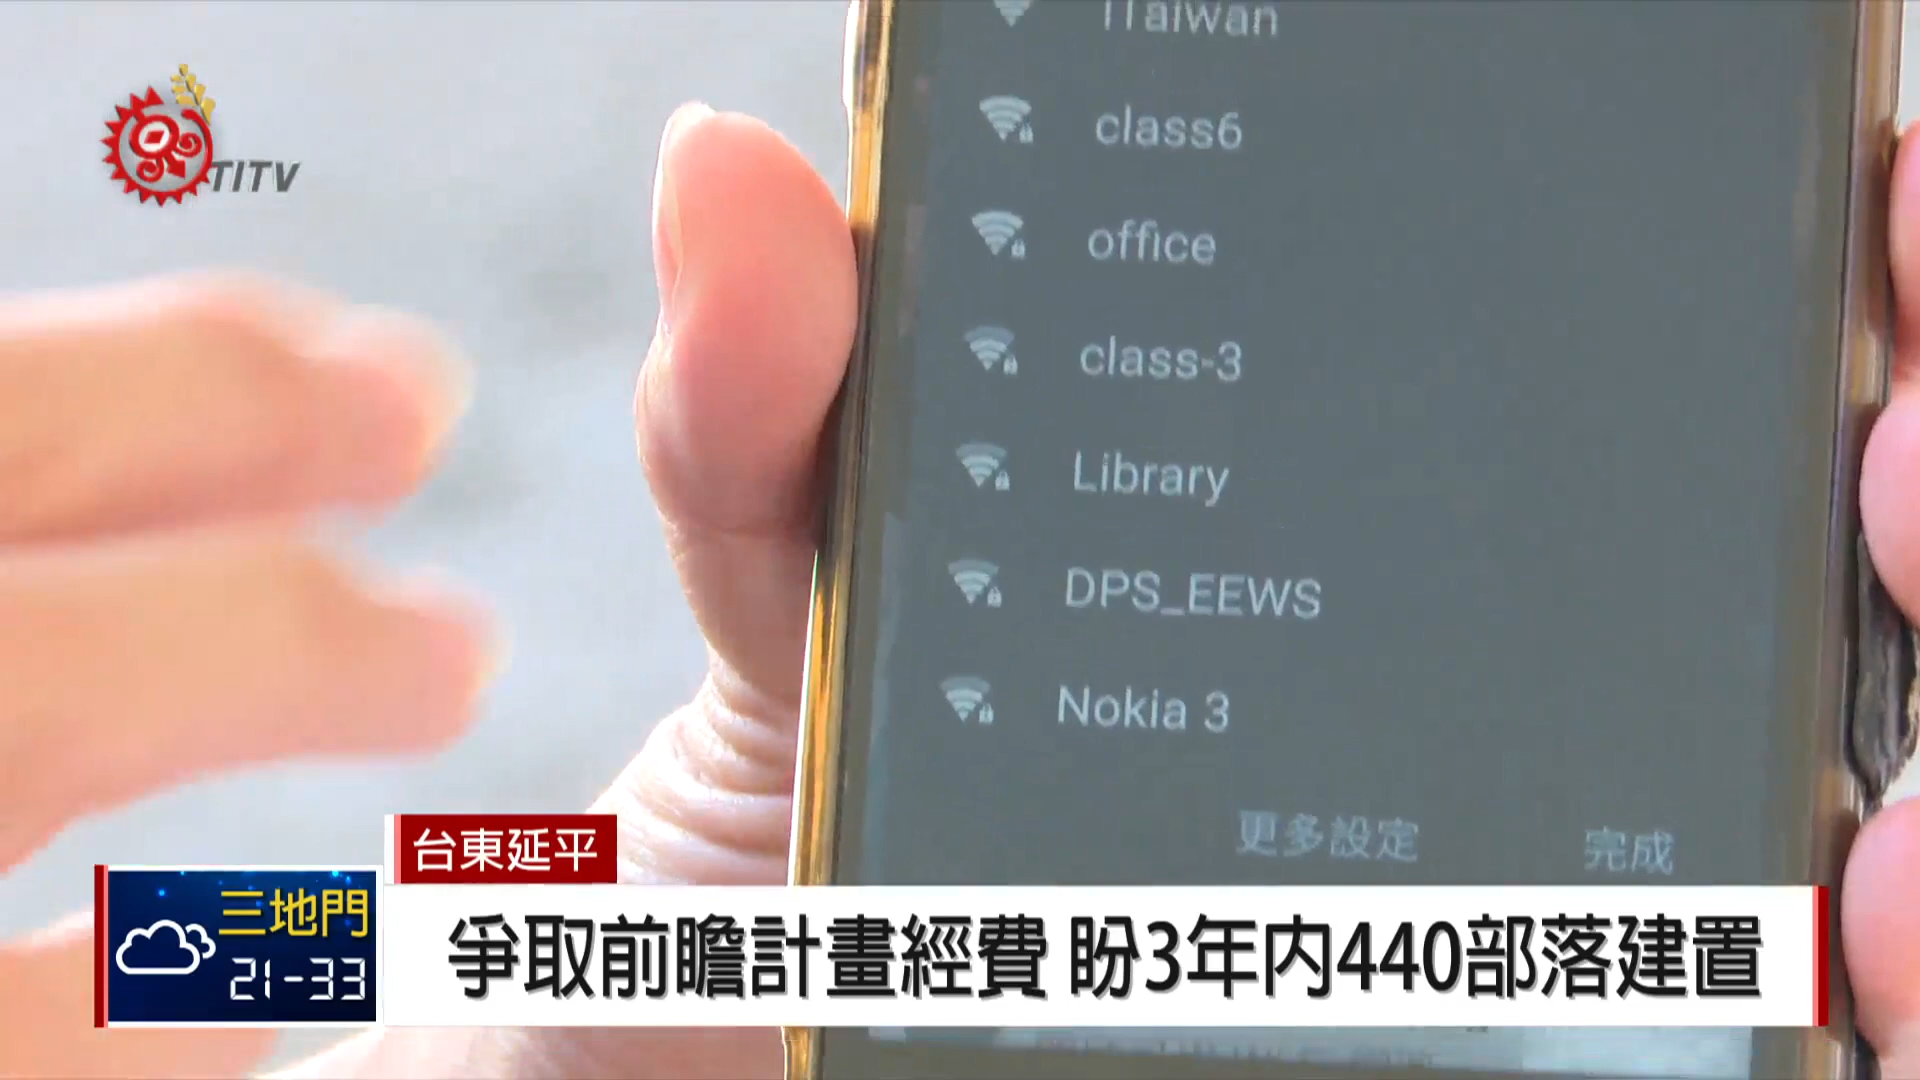 iTaiwan
TITV
class6
office
class-3
Library
DPS_EEWS
Nokia 3
更多設定
完成
台東延平
三地門
21-33
爭取前瞻計畫經費 盼3年内440部落建置